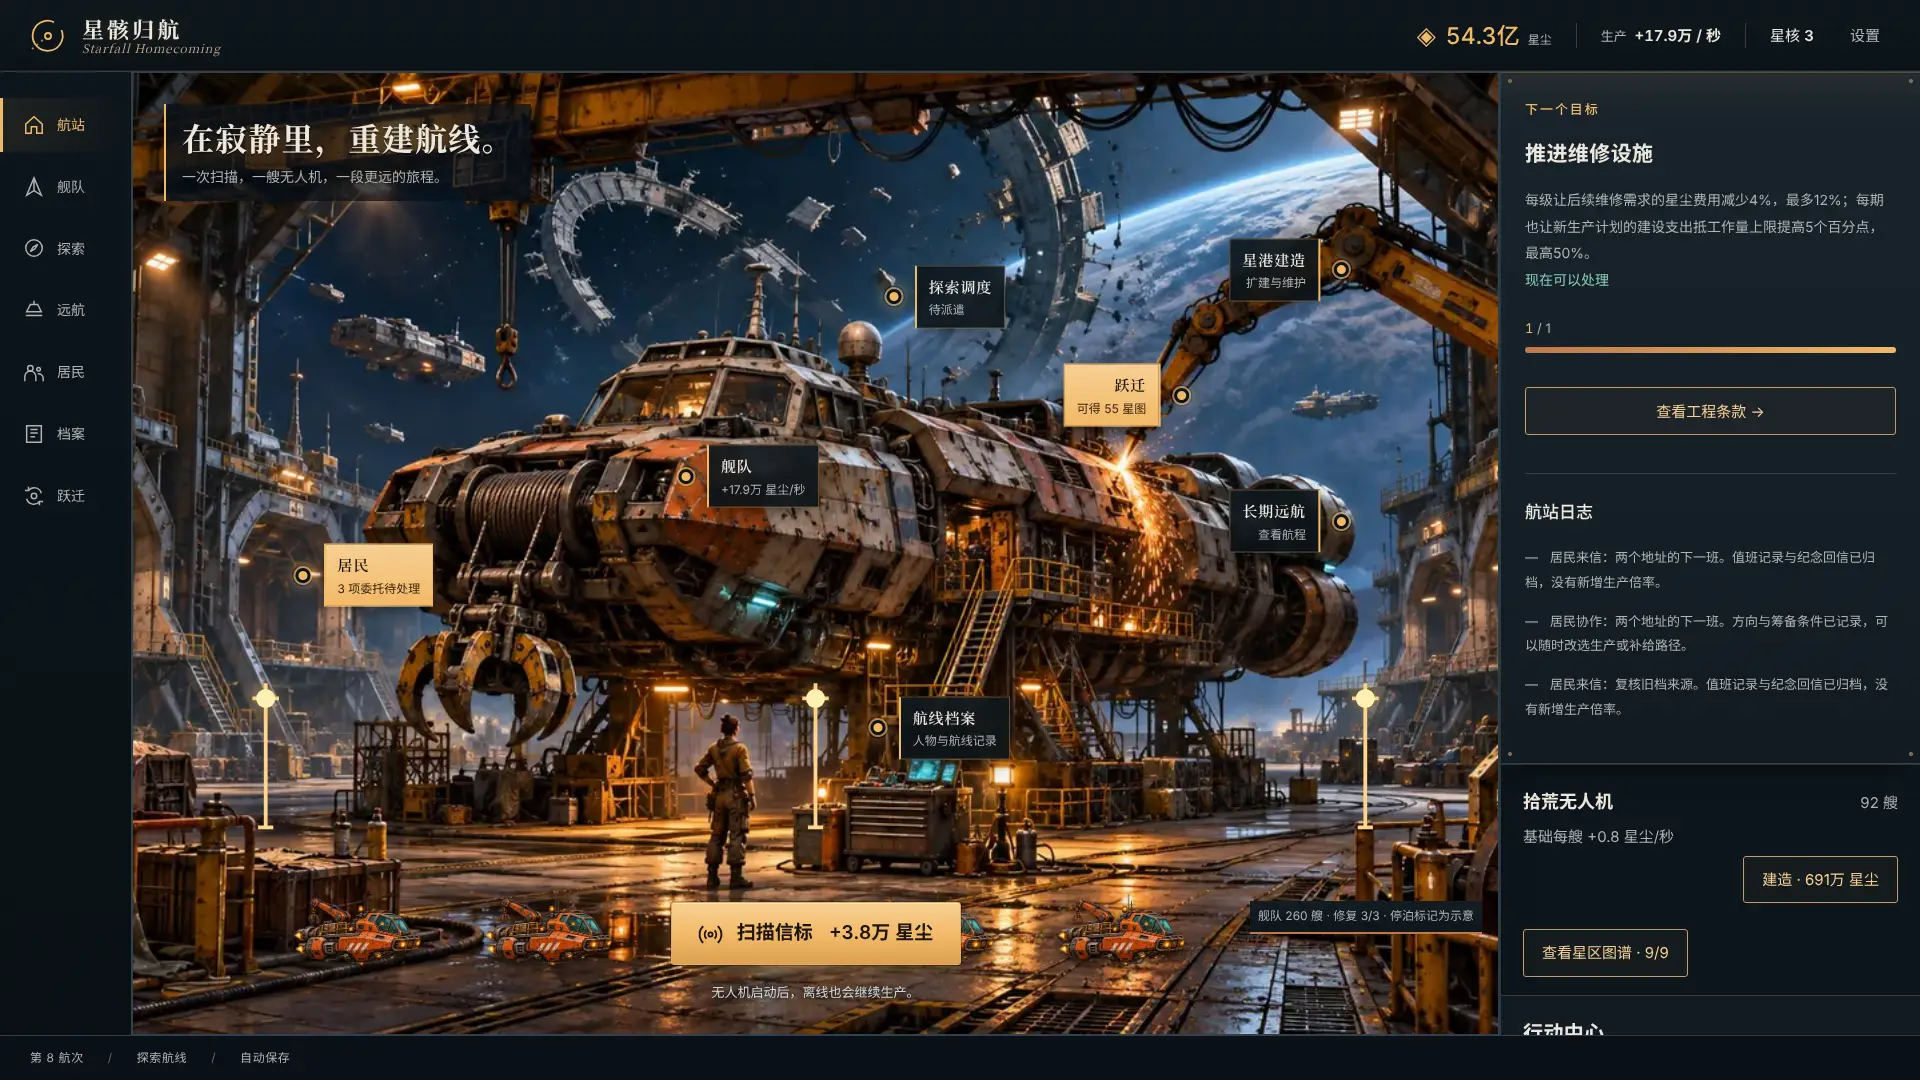 星骸归航
Starfall Homecoming
54.3亿 星尘
生产 +17.9万 / 秒
星核 3
设置
航站
舰队
探索
远航
居民
档案
跃迁
在寂静里，重建航线。
一次扫描，一艘无人机，一段更远的旅程。
探索调度
待派遣
星港建造
扩建与维护
跃迁
可得 55 星图
舰队
+17.9万 星尘/秒
长期远航
查看航程
居民
3 项委托待处理
航线档案
人物与航线记录
扫描信标 +3.8万 星尘
舰队 260 艘 · 修复 3/3 · 停泊标记为示意
无人机启动后，离线也会继续生产。
下一个目标
推进维修设施
每级让后续维修需求的星尘费用减少4%，最多12%；每期
也让新生产计划的建设支出抵工作量上限提高5个百分点，
最高50%。
现在可以处理
1 / 1
查看工程条款 →
航站日志
— 居民来信：两个地址的下一班。值班记录与纪念回信已归
档，没有新增生产倍率。
— 居民协作：两个地址的下一班。方向与筹备条件已记录，可
以随时改选生产或补给路径。
— 居民来信：复核旧档来源。值班记录与纪念回信已归档，没
有新增生产倍率。
拾荒无人机
92 艘
基础每艘 +0.8 星尘/秒
建造 · 691万 星尘
查看星区图谱 · 9/9
行动中心
第 8 航次 / 探索航线 / 自动保存